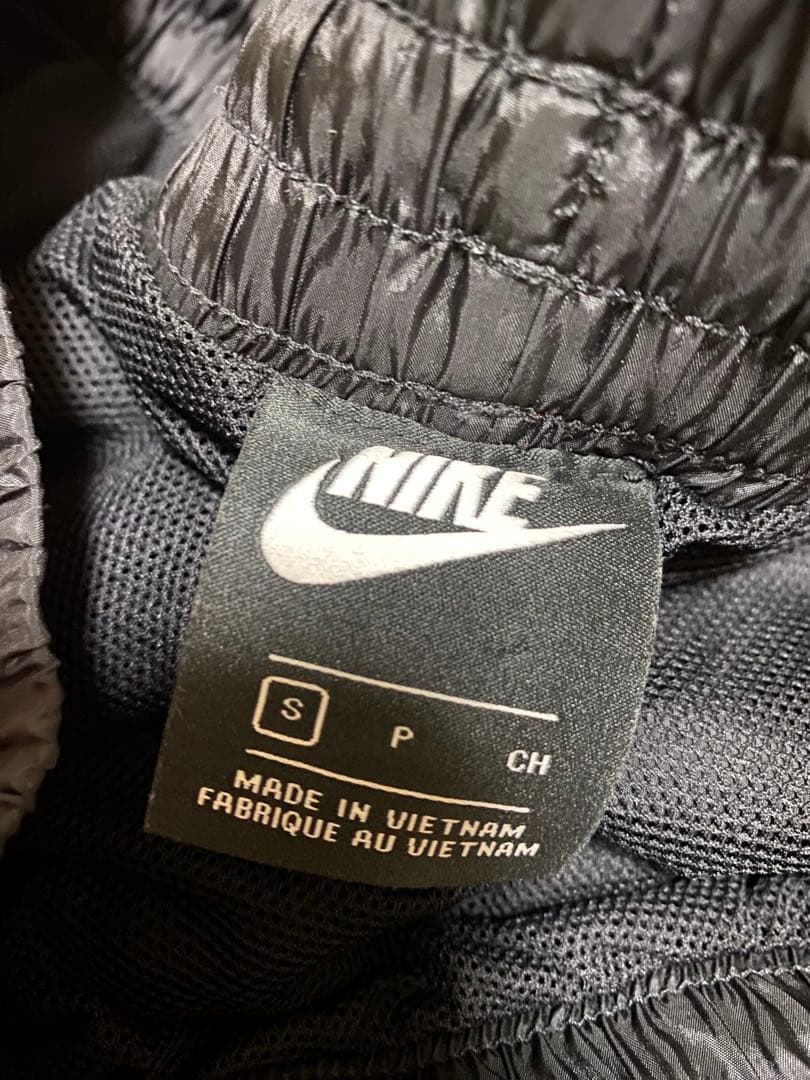 NIKE
S P CH
MADE IN VIETNAM
FABRIQUE AU VIETNAM